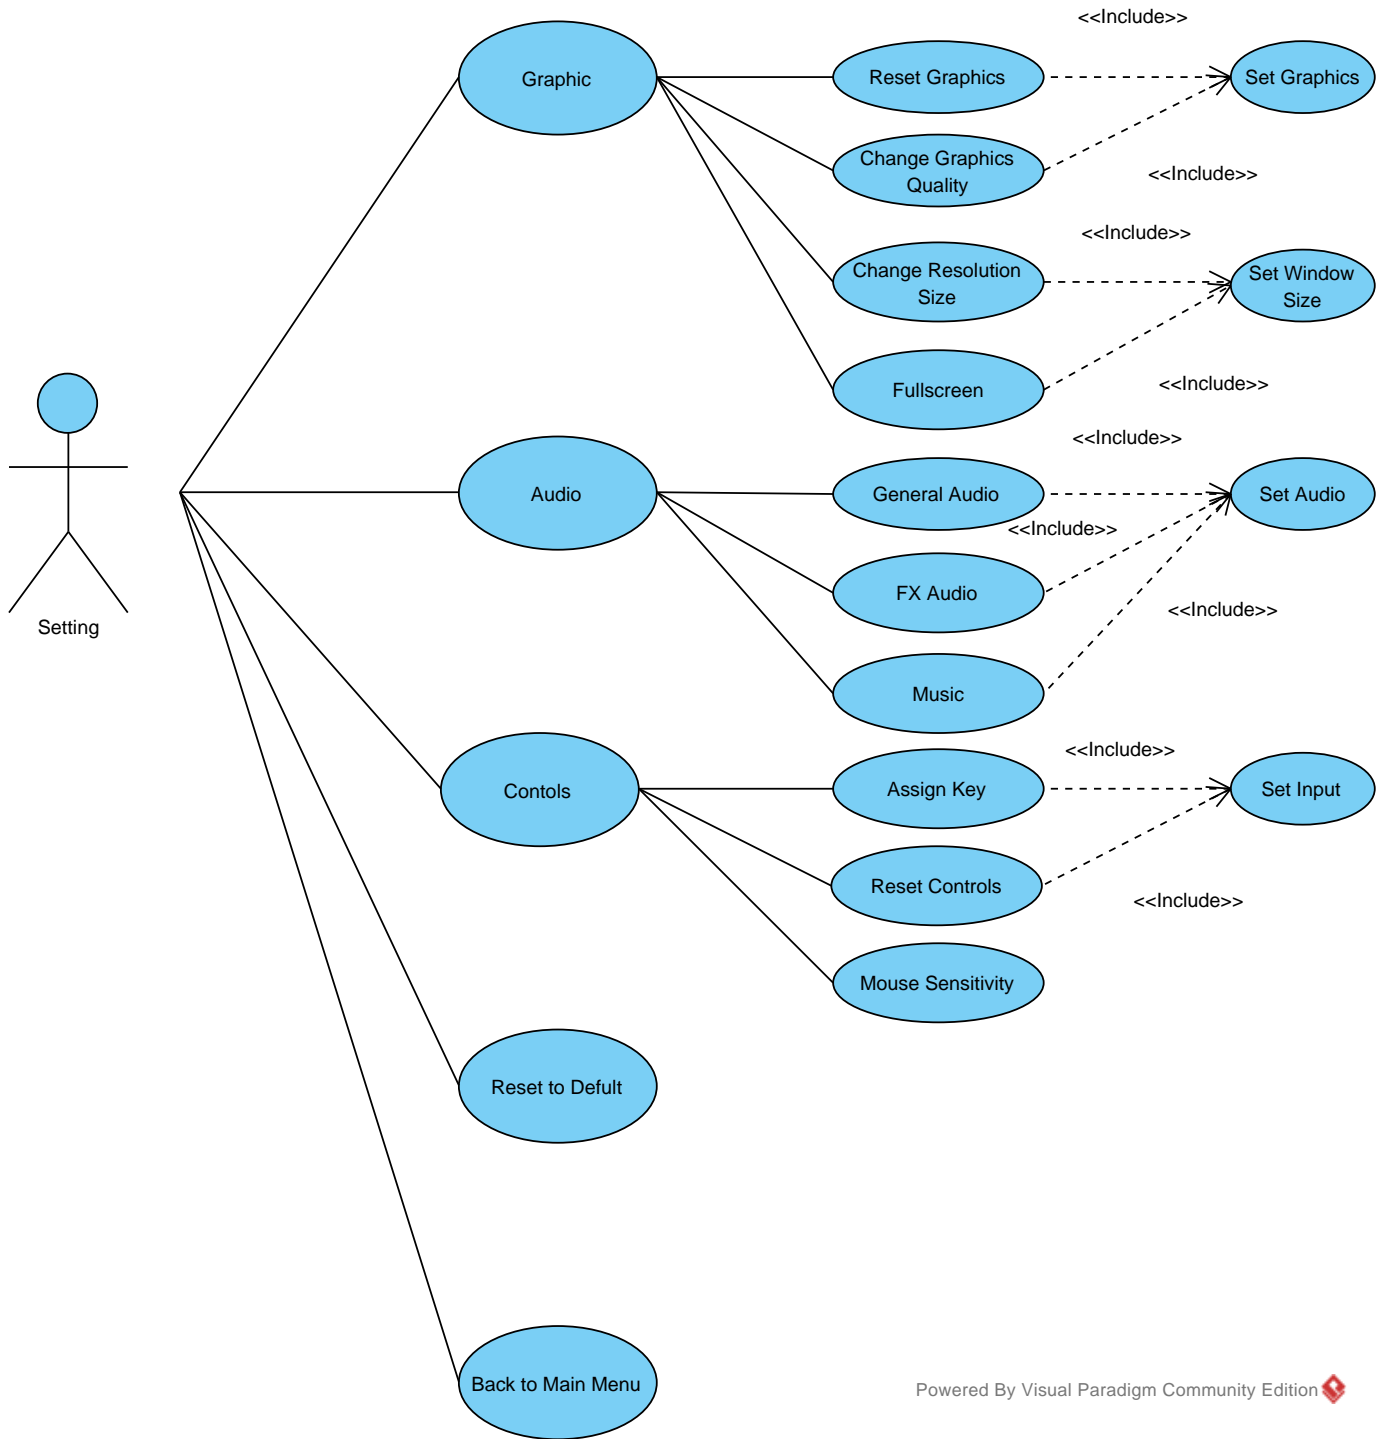 <<Include>>
Graphic
Reset Graphics
Set Graphics
Change Graphics
Quality
<<Include>>
<<Include>>
Change Resolution
Size
Set Window
Size
Fullscreen
<<Include>>
<<Include>>
Audio
General Audio
Set Audio
<<Include>>
FX Audio
<<Include>>
Setting
Music
<<Include>>
Contols
Assign Key
Set Input
Reset Controls
<<Include>>
Mouse Sensitivity
Reset to Defult
Back to Main Menu
Powered By Visual Paradigm Community Edition